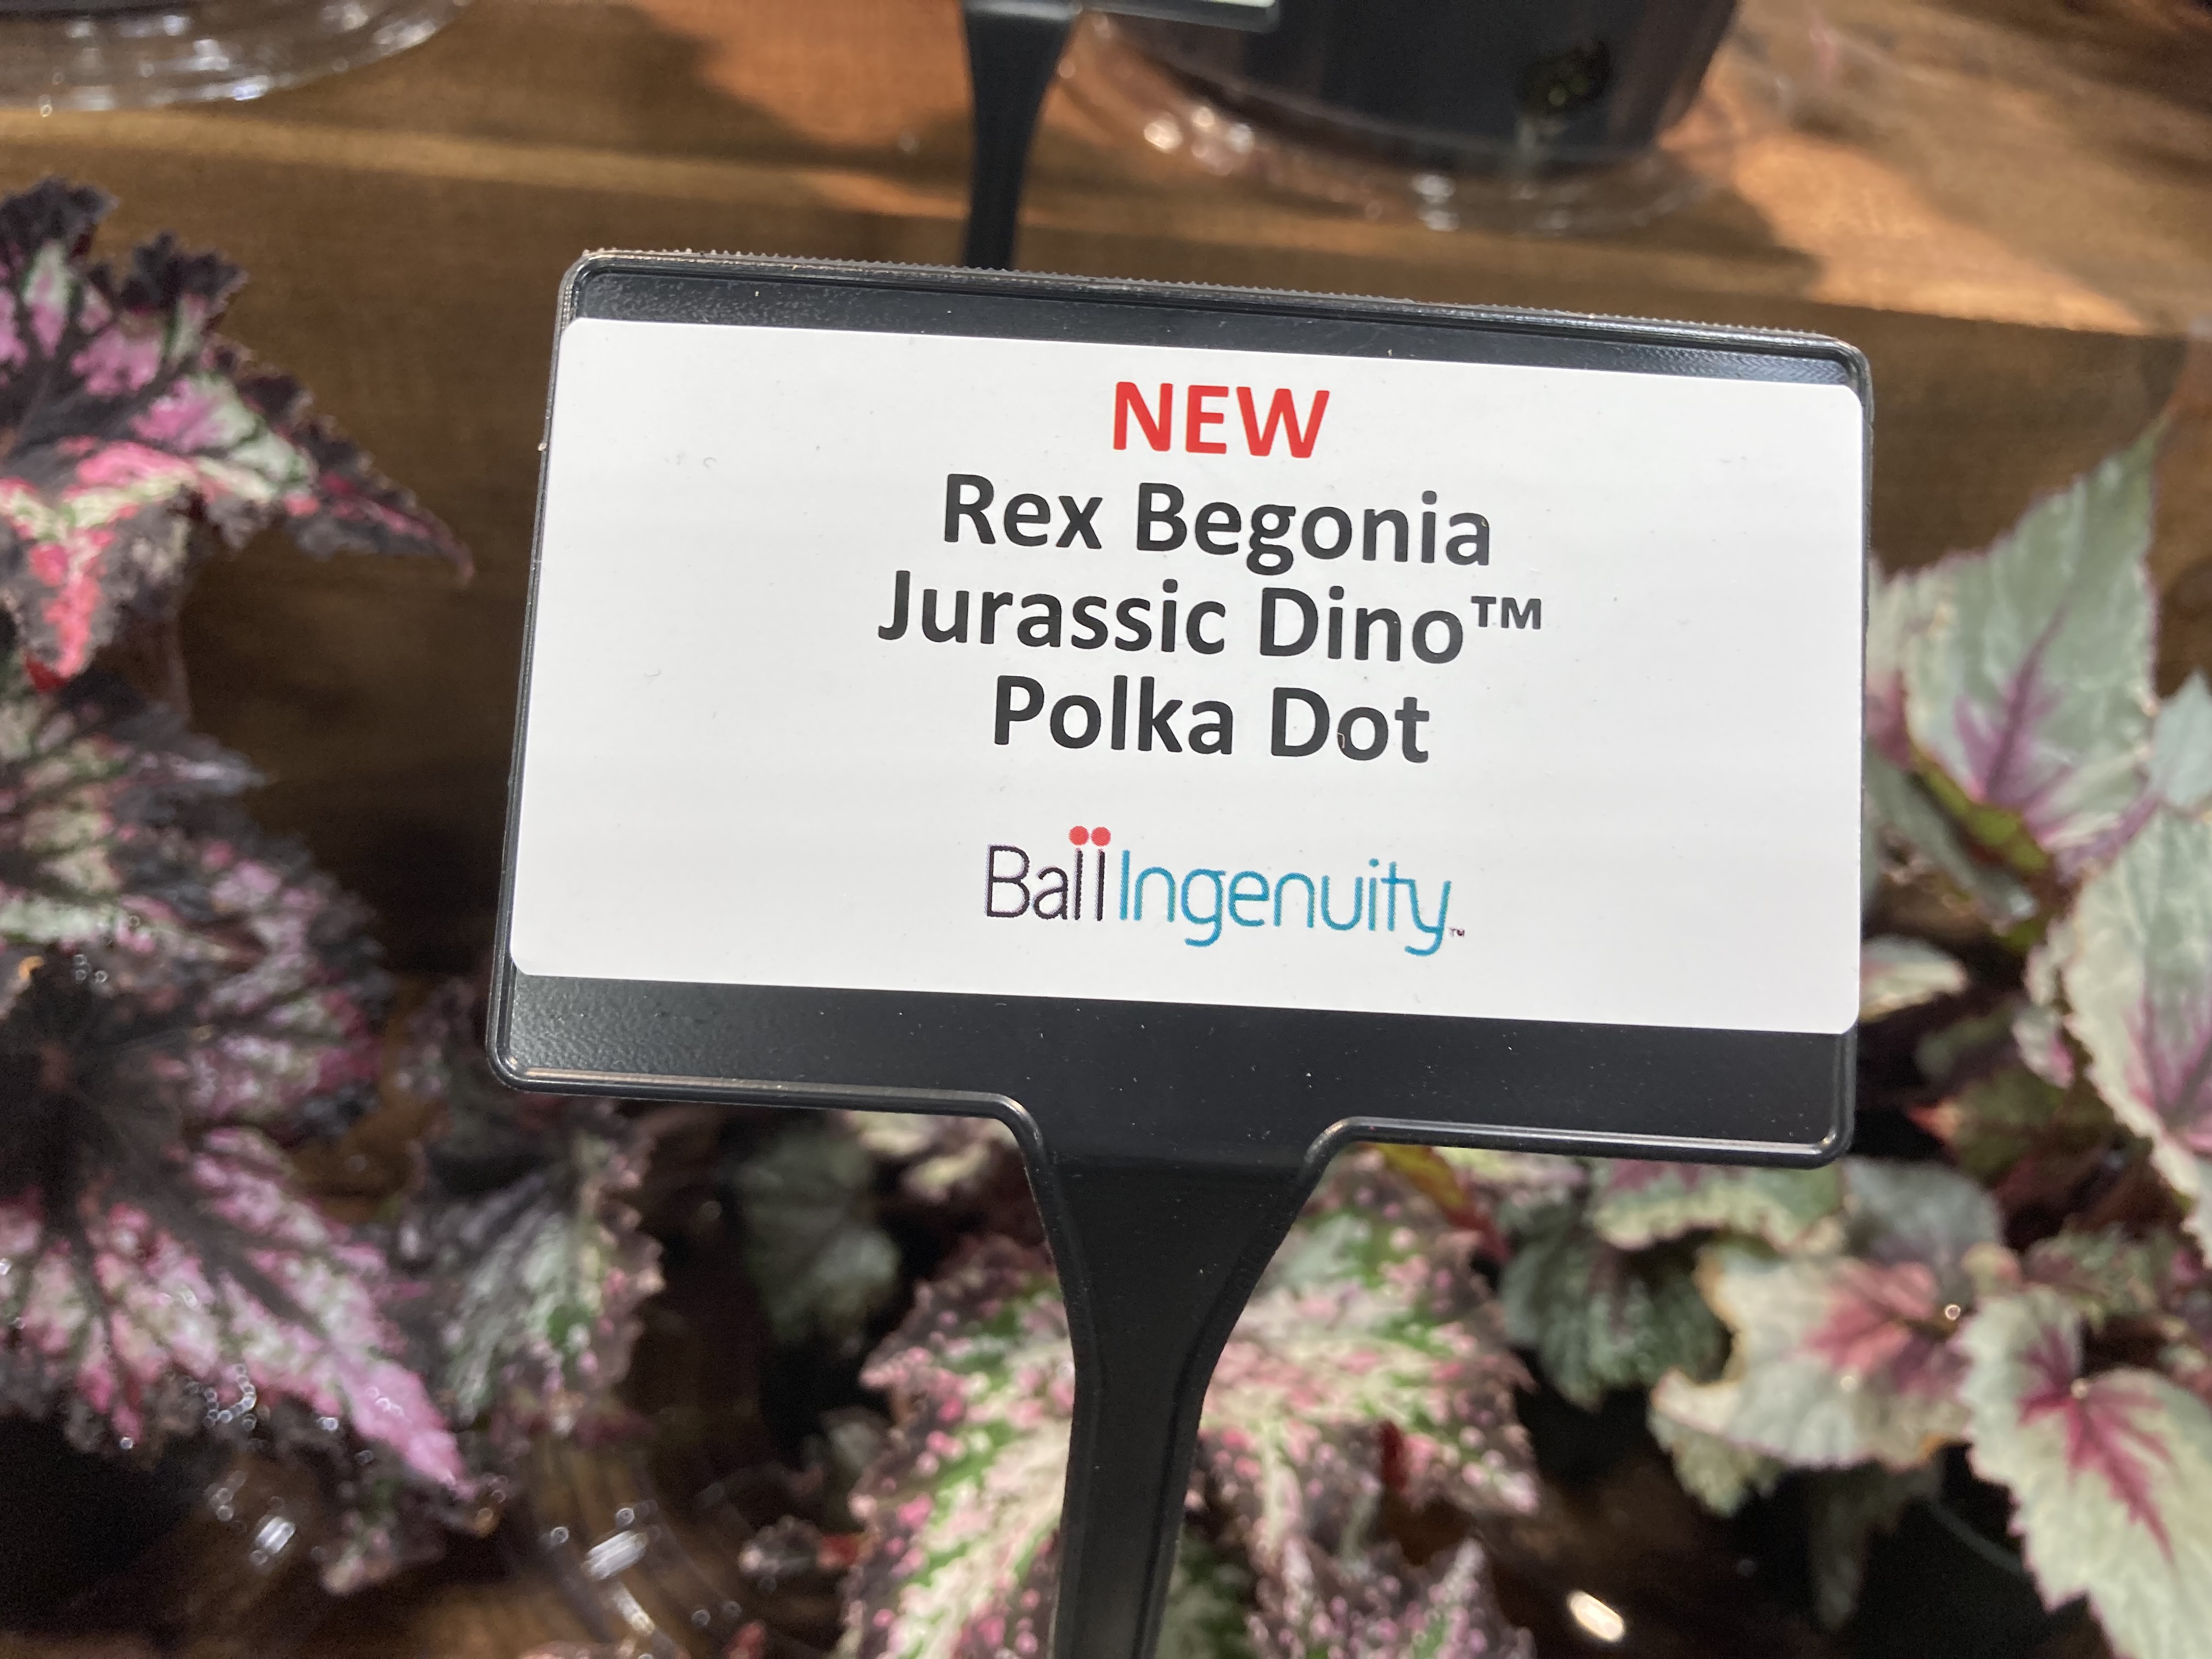 NEW
Rex Begonia
Jurassic Dino™
Polka Dot
Ball Ingenuity™